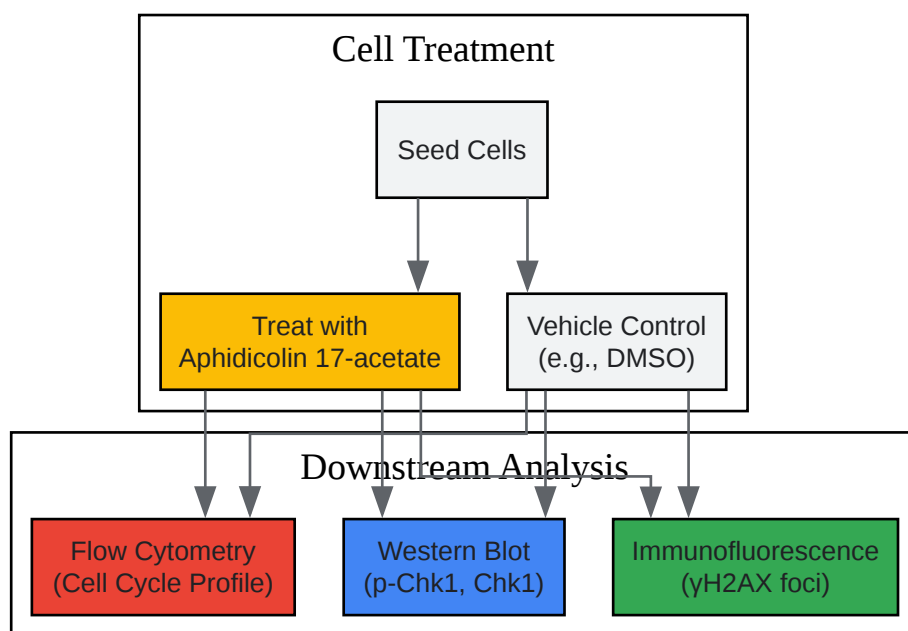 Cell Treatment
Seed Cells
Treat with
Aphidicolin 17-acetate
Vehicle Control
(e.g., DMSO)
Downstream Analysis
Flow Cytometry
(Cell Cycle Profile)
Western Blot
(p-Chk1, Chk1)
Immunofluorescence
(γH2AX foci)